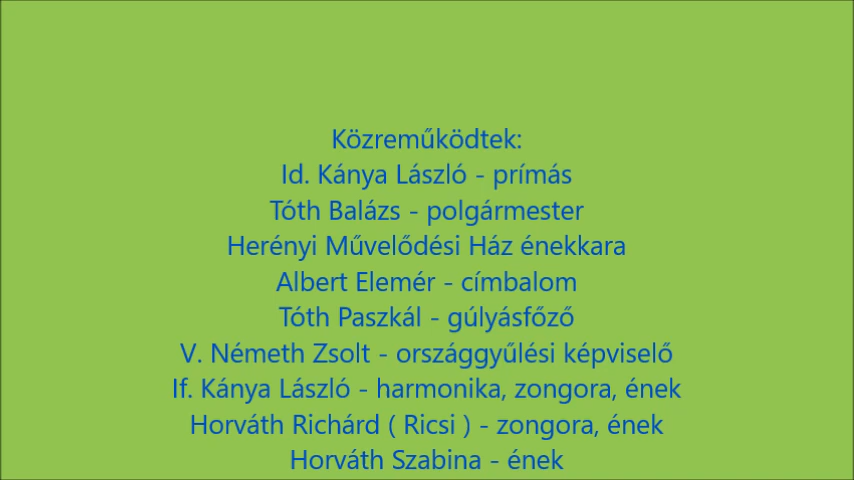 Közreműködtek:
Id. Kánya László - prímás
Tóth Balázs - polgármester
Herényi Művelődési Ház énekkara
Albert Elemér - címbalom
Tóth Paszkál - gúlyásfőző
V. Németh Zsolt - országgyűlési képviselő
If. Kánya László - harmonika, zongora, ének
Horváth Richárd ( Ricsi ) - zongora, ének
Horváth Szabina - ének